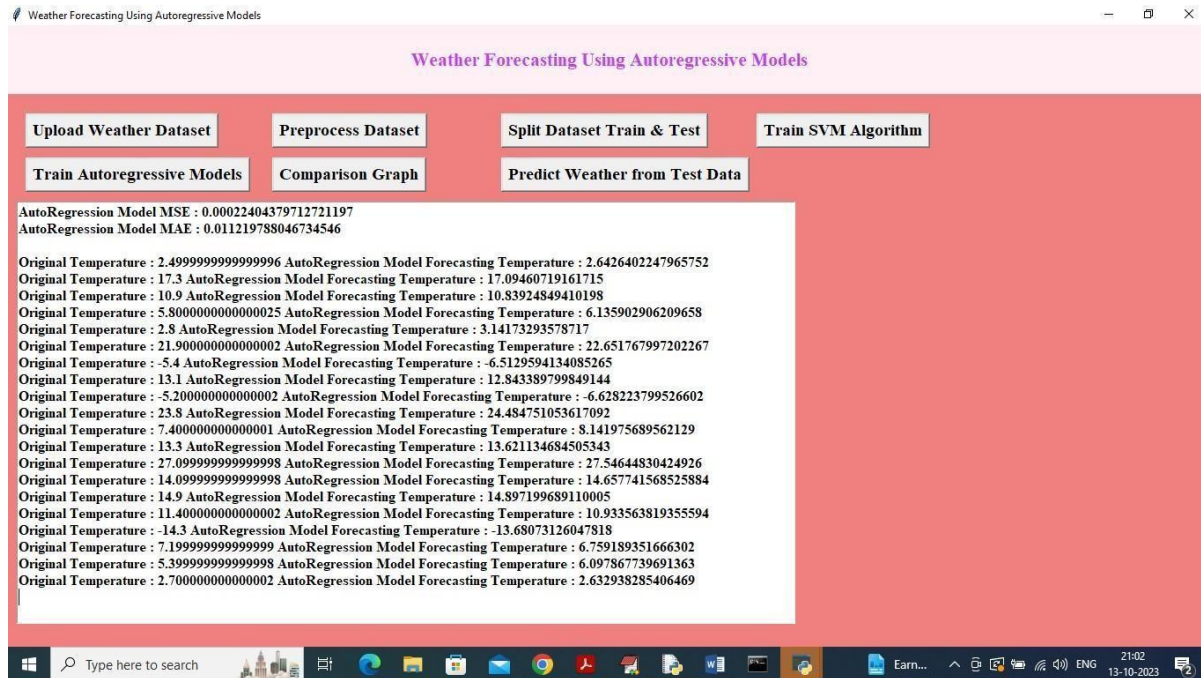 Weather Forecasting Using Autoregressive Models
Weather Forecasting Using Autoregressive Models
Upload Weather Dataset
Preprocess Dataset
Split Dataset Train & Test
Train SVM Algorithm
Train Autoregressive Models
Comparison Graph
Predict Weather from Test Data
AutoRegression Model MSE : 0.00022404379712721197
AutoRegression Model MAE : 0.011219788046734546
Original Temperature : 2.4999999999999996 AutoRegression Model Forecasting Temperature : 2.6426402247965752
Original Temperature : 17.3 AutoRegression Model Forecasting Temperature : 17.09460719161715
Original Temperature : 10.9 AutoRegression Model Forecasting Temperature : 10.83924849410198
Original Temperature : 5.8000000000000025 AutoRegression Model Forecasting Temperature : 6.135902906209658
Original Temperature : 2.8 AutoRegression Model Forecasting Temperature : 3.14173293578717
Original Temperature : 21.900000000000002 AutoRegression Model Forecasting Temperature : 22.651767997202267
Original Temperature : -5.4 AutoRegression Model Forecasting Temperature : -6.5129594134085265
Original Temperature : 13.1 AutoRegression Model Forecasting Temperature : 12.843389799849144
Original Temperature : -5.200000000000002 AutoRegression Model Forecasting Temperature : -6.628223799526602
Original Temperature : 23.8 AutoRegression Model Forecasting Temperature : 24.484751053617092
Original Temperature : 7.400000000000001 AutoRegression Model Forecasting Temperature : 8.141975689562129
Original Temperature : 13.3 AutoRegression Model Forecasting Temperature : 13.621134684505343
Original Temperature : 27.099999999999998 AutoRegression Model Forecasting Temperature : 27.54644830424926
Original Temperature : 14.099999999999998 AutoRegression Model Forecasting Temperature : 14.657741568525884
Original Temperature : 14.9 AutoRegression Model Forecasting Temperature : 14.897199689110005
Original Temperature : 11.400000000000002 AutoRegression Model Forecasting Temperature : 10.933563819355594
Original Temperature : -14.3 AutoRegression Model Forecasting Temperature : -13.68073126047818
Original Temperature : 7.199999999999999 AutoRegression Model Forecasting Temperature : 6.759189351666302
Original Temperature : 5.399999999999998 AutoRegression Model Forecasting Temperature : 6.097867739691363
Original Temperature : 2.700000000000002 AutoRegression Model Forecasting Temperature : 2.632938285406469
Type here to search
Earn...
ENG
21:02
13-10-2023
2